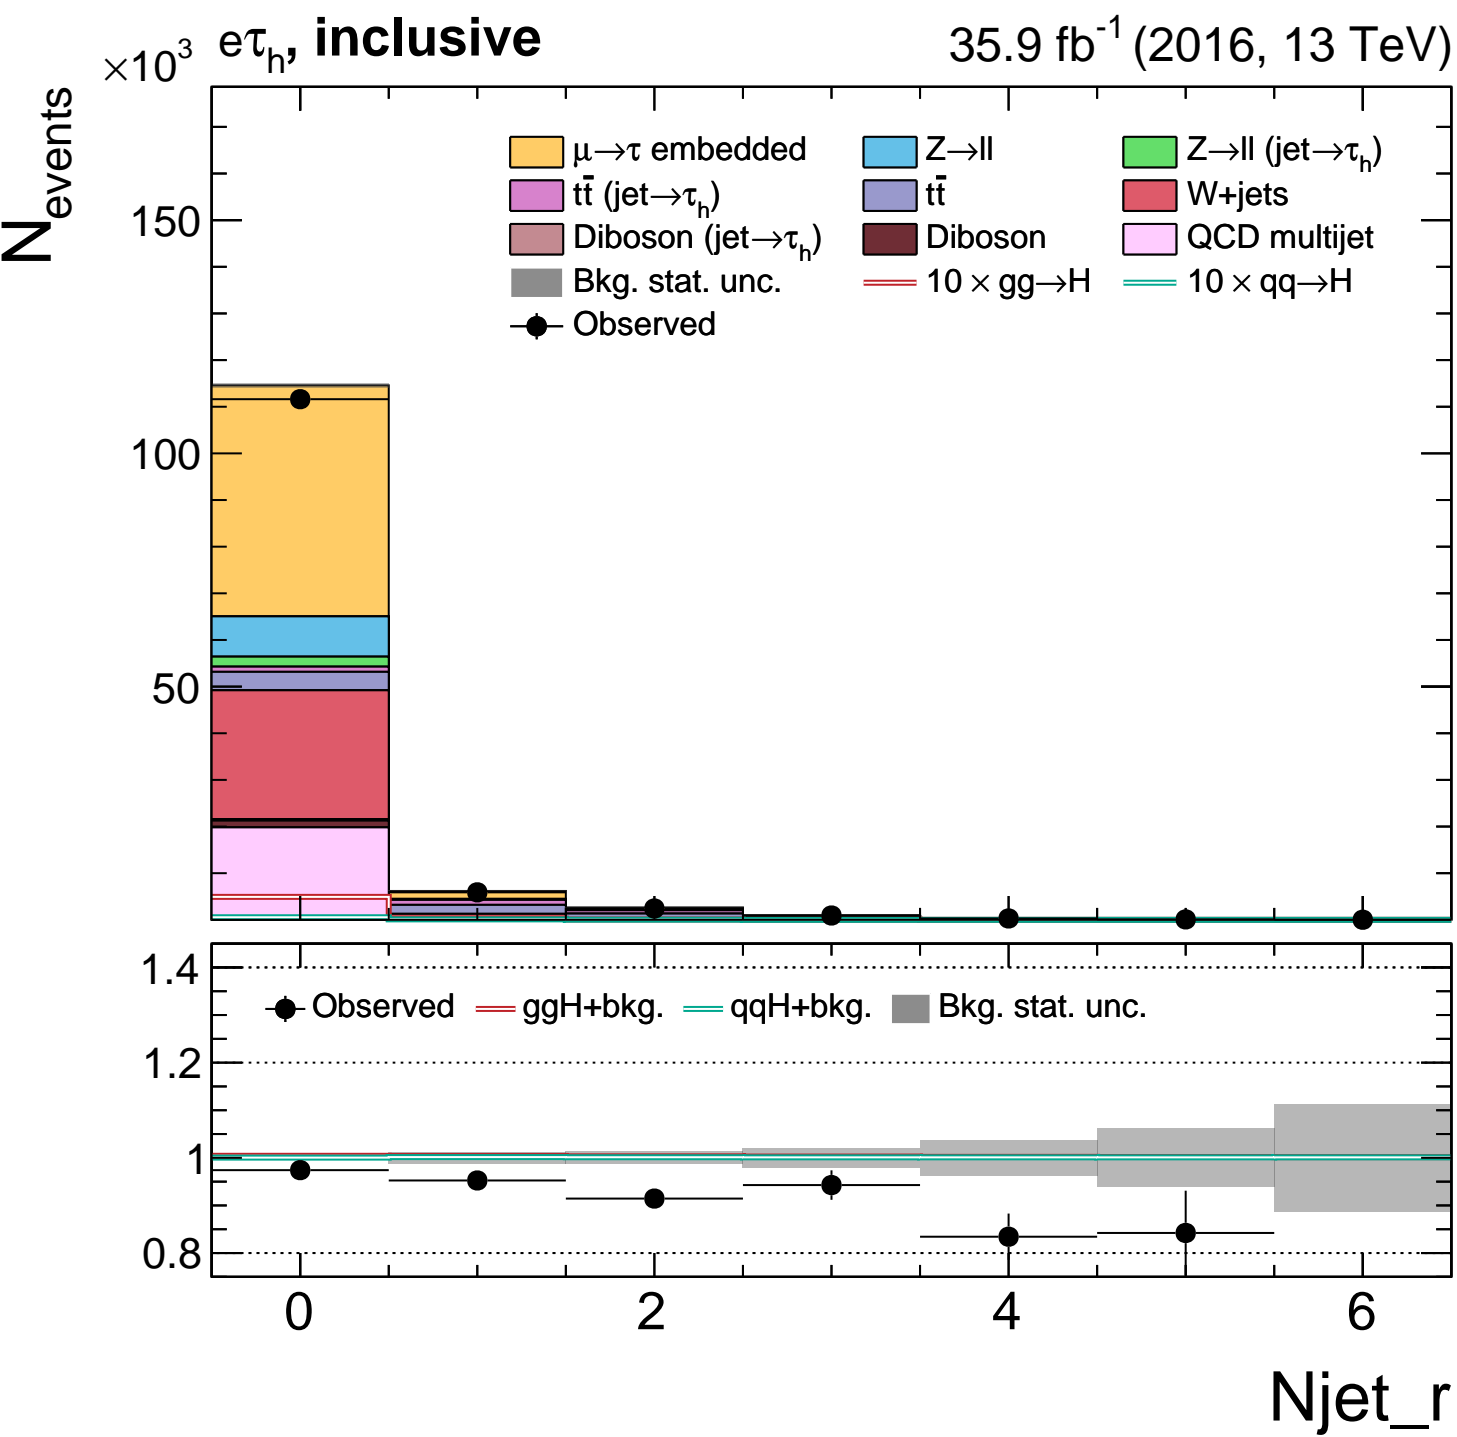 ×10³ eτₕ, inclusive 35.9 fb⁻¹ (2016, 13 TeV)
N_events
μ→τ embedded Z→ll Z→ll (jet→τₕ)
tt̄ (jet→τₕ) tt̄ W+jets
Diboson (jet→τₕ) Diboson QCD multijet
Bkg. stat. unc. 10 × gg→H 10 × qq→H
Observed
150
100
50
1.4
Observed ggH+bkg. qqH+bkg. Bkg. stat. unc.
1.2
1
0.8
0 2 4 6
Njet_r